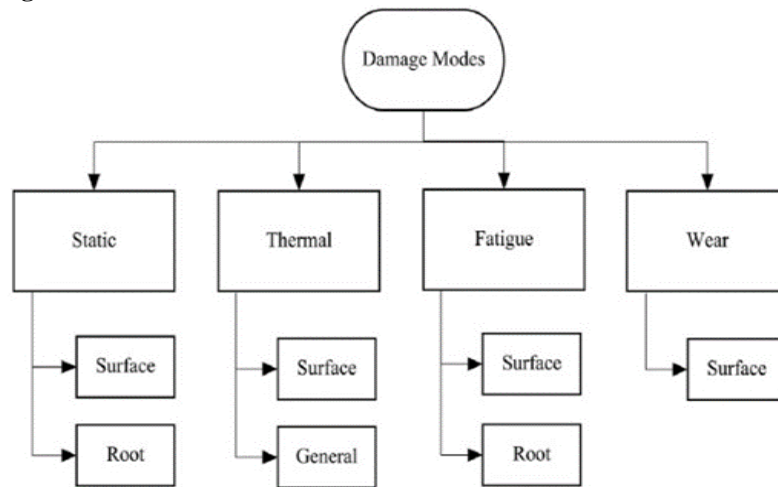 Damage Modes
Static
Thermal
Fatigue
Wear
Surface
Surface
Surface
Surface
Root
General
Root